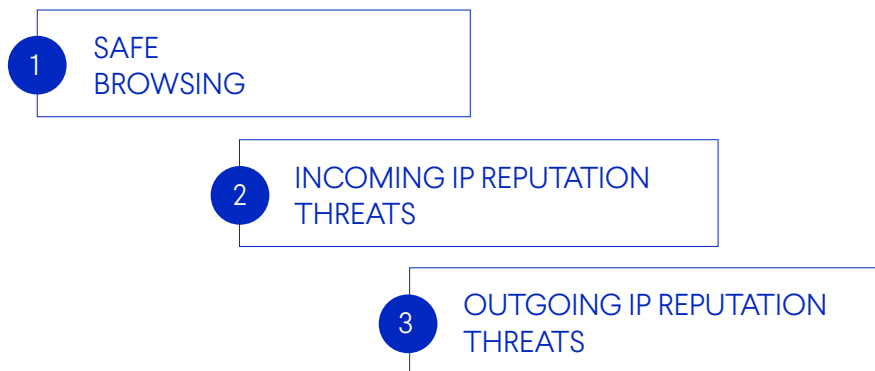 1
SAFE
BROWSING
2
INCOMING IP REPUTATION
THREATS
3
OUTGOING IP REPUTATION
THREATS